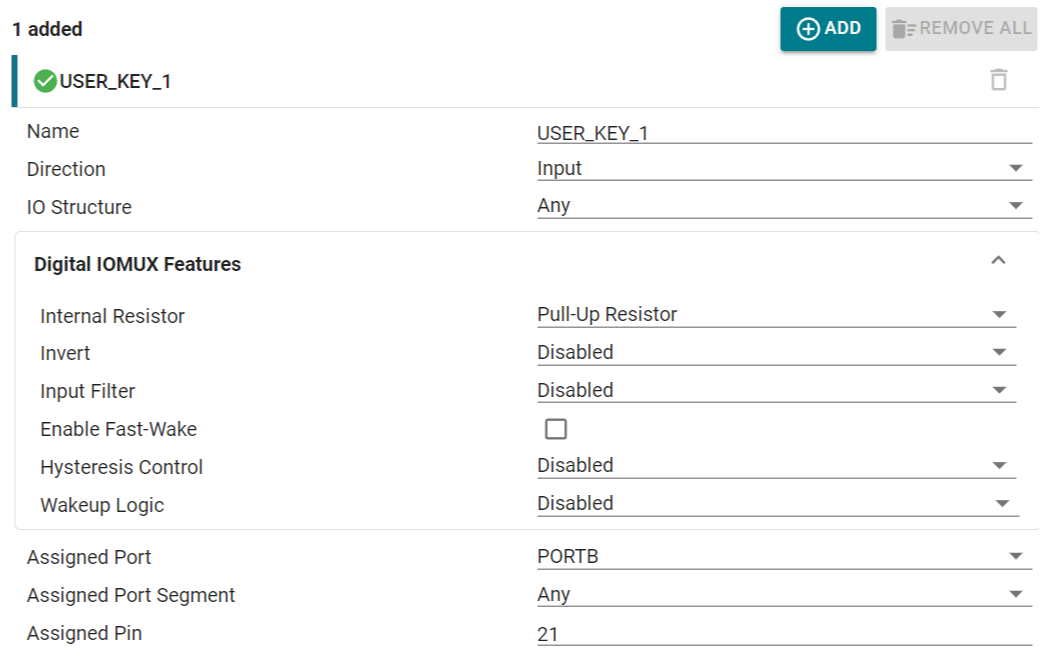 1 added
ADD
REMOVE ALL
USER_KEY_1
Name USER_KEY_1
Direction Input
IO Structure Any
Digital IOMUX Features
Internal Resistor Pull-Up Resistor
Invert Disabled
Input Filter Disabled
Enable Fast-Wake
Hysteresis Control Disabled
Wakeup Logic Disabled
Assigned Port PORTB
Assigned Port Segment Any
Assigned Pin 21